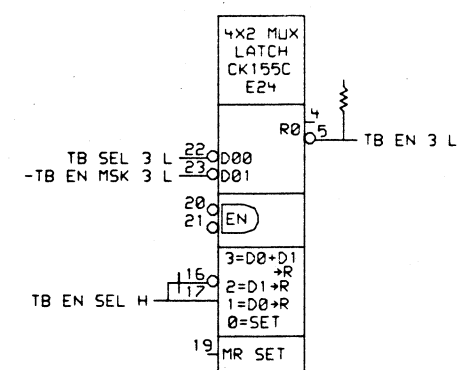 4X2 MUX
LATCH
CK155C
E24
4
R0
5
TB EN 3 L
TB SEL 3 L 22 D00
-TB EN MSK 3 L 23 D01
20
21
EN
16
17
TB EN SEL H
3=D0+D1
→R
2=D1→R
1=D0→R
0=SET
19 MR SET